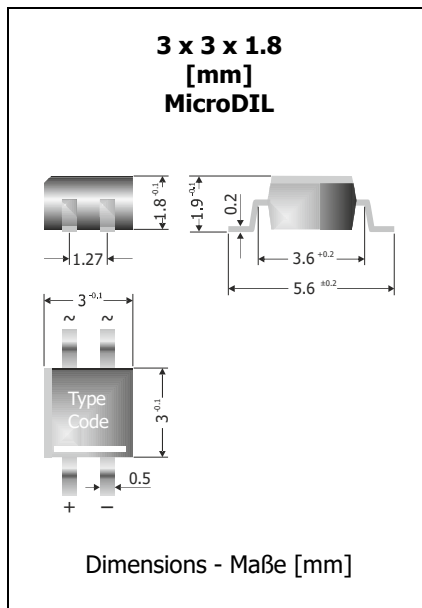 3 x 3 x 1.8
[mm]
MicroDIL
1.8 -0.1
1.9 -0.1
0.2
1.27
3.6 +0.2
5.6 ±0.2
3 -0.1
~ ~
Type
Code
3 -0.1
0.5
+ −
Dimensions - Maße [mm]